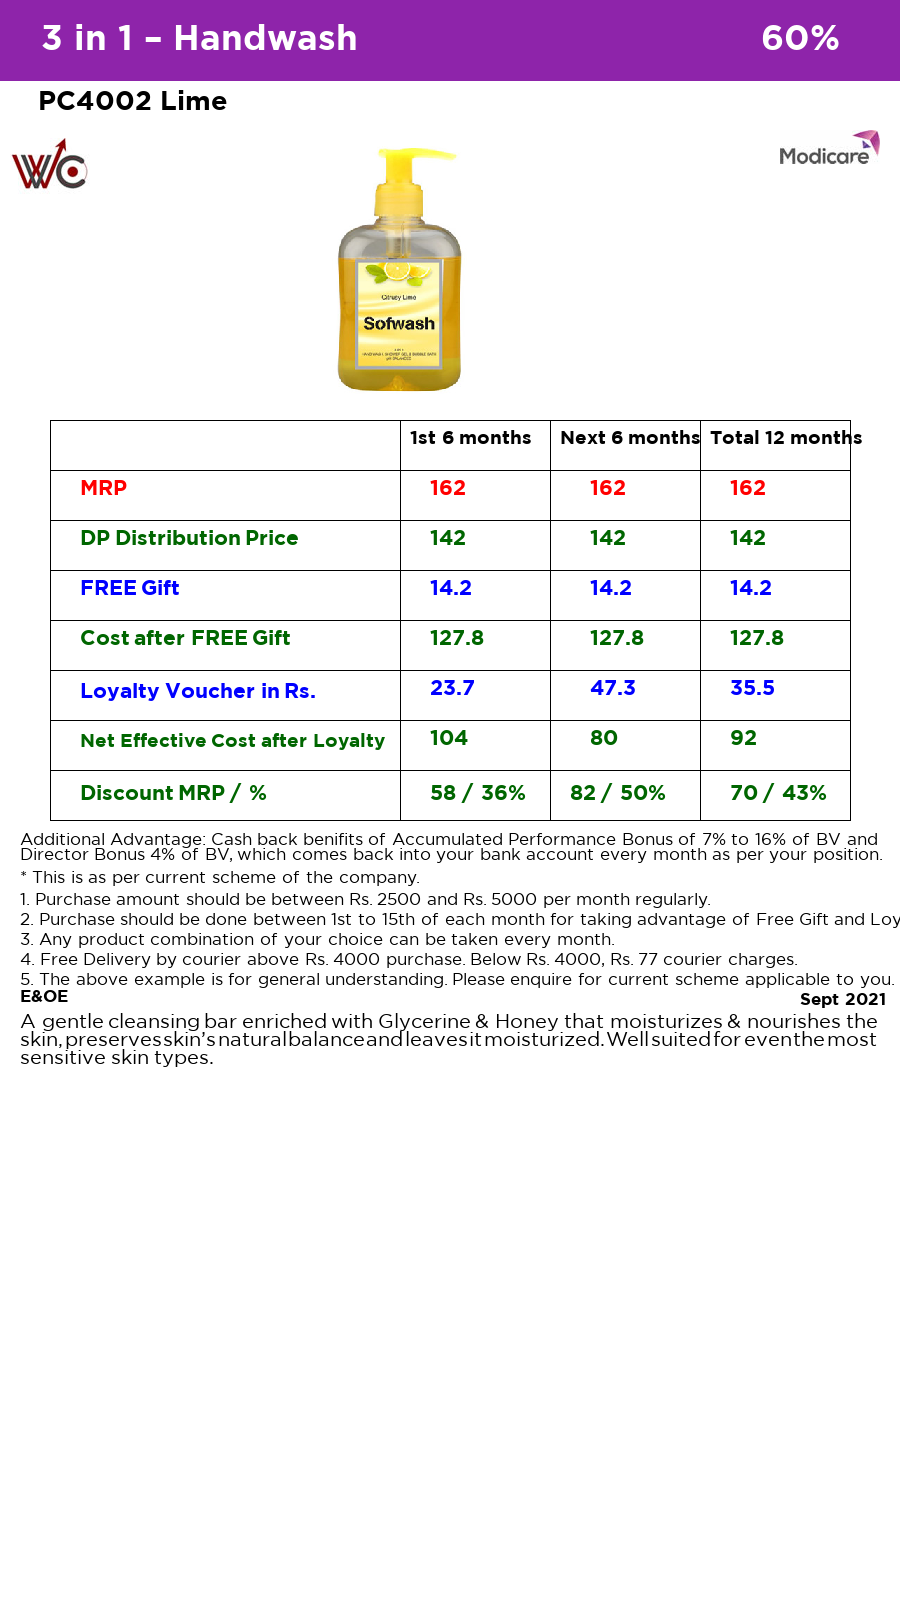 3 in 1 – Handwash 60%
PC4002 Lime
WC
Modicare
Citrusy Lime
Sofwash
3 IN 1
HANDWASH, SHOWER GEL & BUBBLE BATH
pH BALANCED
1st 6 months Next 6 months Total 12 months
MRP 162 162 162
DP Distribution Price 142 142 142
FREE Gift 14.2 14.2 14.2
Cost after FREE Gift 127.8 127.8 127.8
Loyalty Voucher in Rs. 23.7 47.3 35.5
Net Effective Cost after Loyalty 104 80 92
Discount MRP / % 58 / 36% 82 / 50% 70 / 43%
Additional Advantage: Cash back benifits of Accumulated Performance Bonus of 7% to 16% of BV and
Director Bonus 4% of BV, which comes back into your bank account every month as per your position.
* This is as per current scheme of the company.
1. Purchase amount should be between Rs. 2500 and Rs. 5000 per month regularly.
2. Purchase should be done between 1st to 15th of each month for taking advantage of Free Gift and Loy
3. Any product combination of your choice can be taken every month.
4. Free Delivery by courier above Rs. 4000 purchase. Below Rs. 4000, Rs. 77 courier charges.
5. The above example is for general understanding. Please enquire for current scheme applicable to you.
E&OE
Sept 2021
A gentle cleansing bar enriched with Glycerine & Honey that moisturizes & nourishes the
skin, preserves skin's natural balance and leaves it moisturized. Well suited for even the most
sensitive skin types.